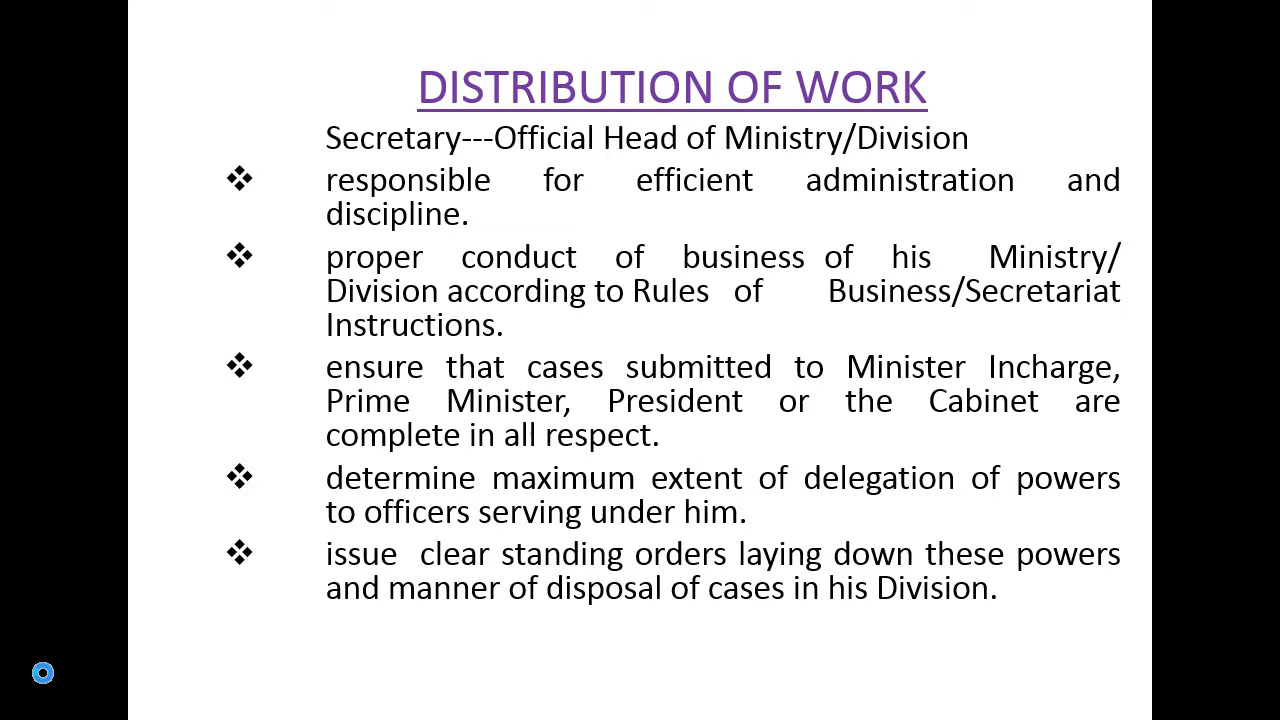 DISTRIBUTION OF WORK
Secretary---Official Head of Ministry/Division
❖ responsible for efficient administration and
discipline.
❖ proper conduct of business of his Ministry/
Division according to Rules of Business/Secretariat
Instructions.
❖ ensure that cases submitted to Minister Incharge,
Prime Minister, President or the Cabinet are
complete in all respect.
❖ determine maximum extent of delegation of powers
to officers serving under him.
❖ issue clear standing orders laying down these powers
and manner of disposal of cases in his Division.